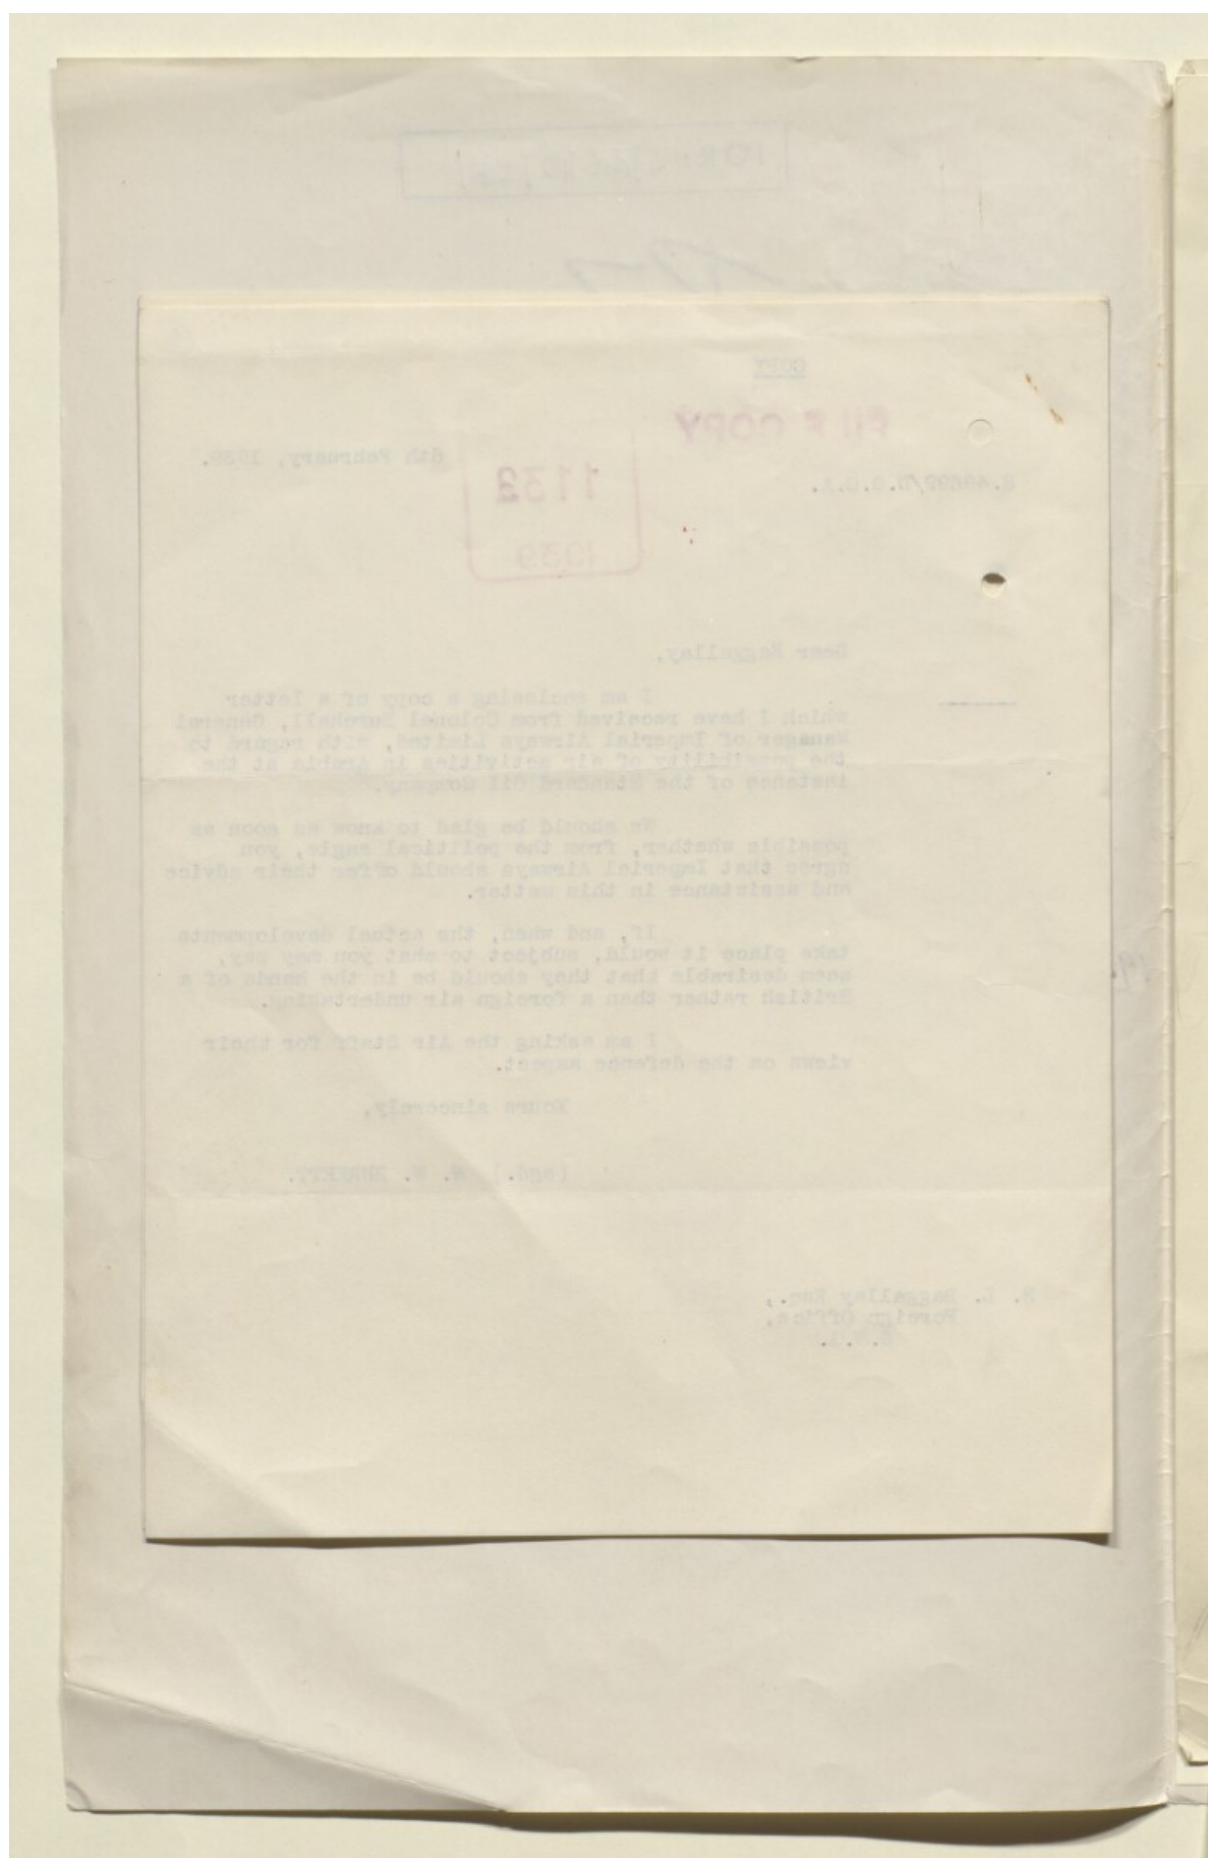 COPY
FILE COPY
6th February, 1939.
1132
1939
Dear Baggallay,
I am enclosing a copy of a letter
which I have received from Colonel Burchall, General
Manager of Imperial Airways Limited, with regard to
the possibility of air activities in Arabia at the
instance of the Standard Oil Company.
We should be glad to know as soon as
possible whether, from the political angle, you
agree that Imperial Airways should offer their advice
and assistance in this matter.
If, and when, the actual developments
take place it would, subject to what you may say,
seem desirable that they should be in the hands of a
British rather than a foreign air undertaking.
I am asking the Air Staff for their
views on the defence aspect.
Yours sincerely,
(sgd.) W. W. BURKETT.
L. Baggallay Esq.,
Foreign Office,
S.W.1.